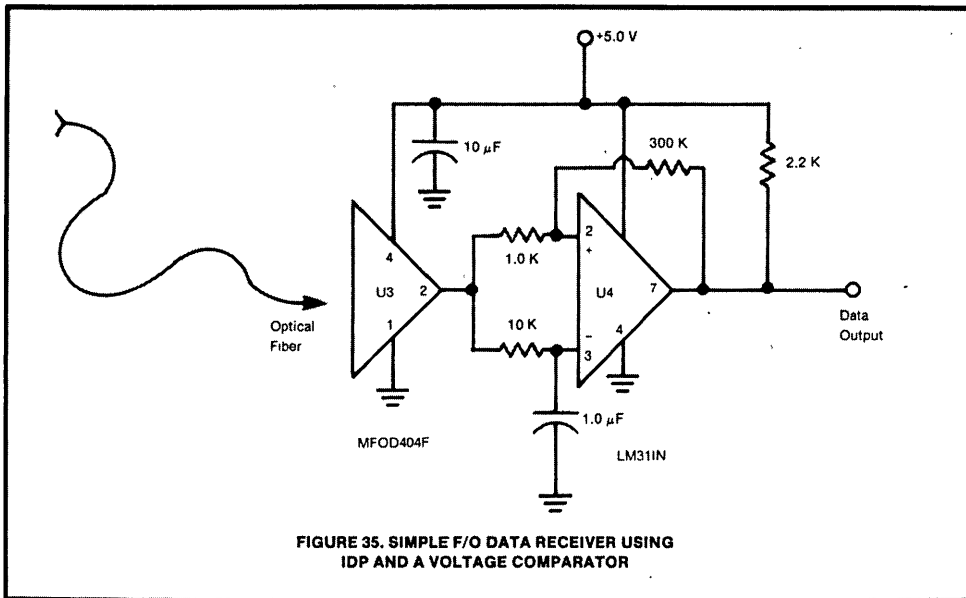 +5.0 V
10 μF
300 K
2.2 K
4
2
+
1.0 K
U3
2
U4
7
1
10 K
−
3
4
Optical
Fiber
Data
Output
1.0 μF
MFOD404F
LM31IN
FIGURE 35. SIMPLE F/O DATA RECEIVER USING
IDP AND A VOLTAGE COMPARATOR